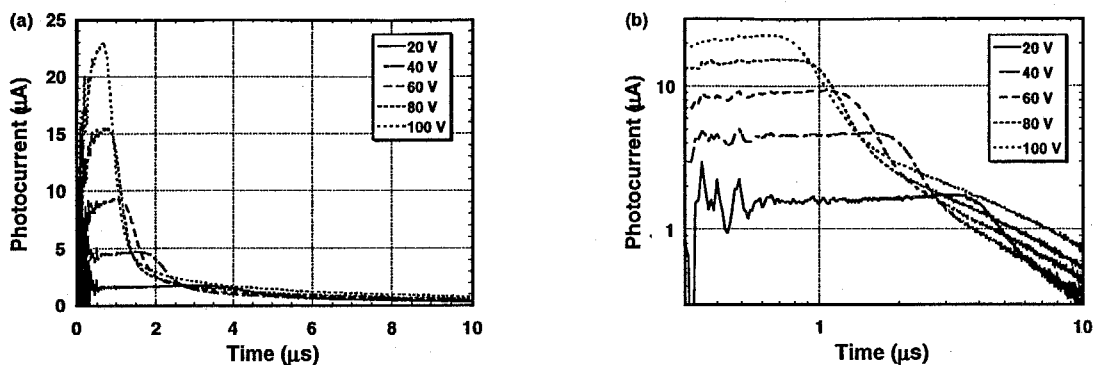 (a)
25
20
15
10
5
0
Photocurrent (μA)
20 V
40 V
60 V
80 V
100 V
0 2 4 6 8 10
Time (μs)
(b)
10
1
Photocurrent (μA)
20 V
40 V
60 V
80 V
100 V
1 10
Time (μs)